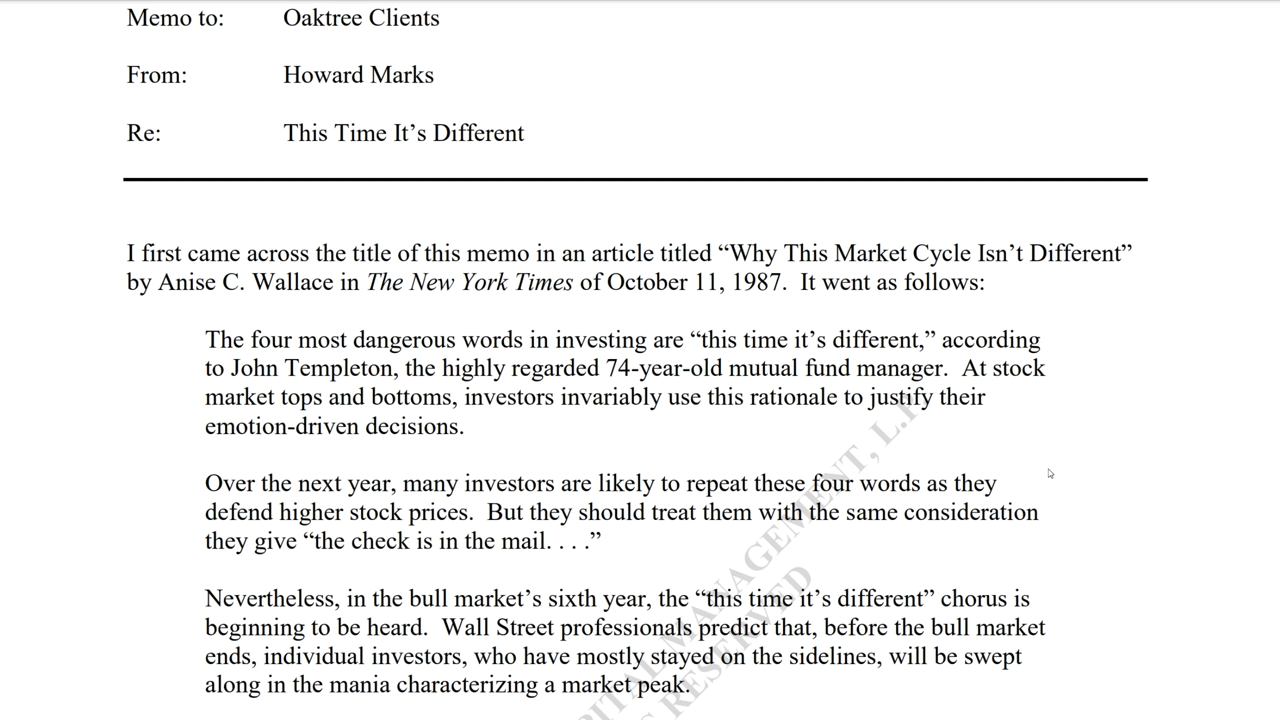 Memo to: Oaktree Clients
From: Howard Marks
Re: This Time It’s Different
I first came across the title of this memo in an article titled “Why This Market Cycle Isn’t Different”
by Anise C. Wallace in The New York Times of October 11, 1987.  It went as follows:
The four most dangerous words in investing are “this time it’s different,” according
to John Templeton, the highly regarded 74-year-old mutual fund manager.  At stock
market tops and bottoms, investors invariably use this rationale to justify their
emotion-driven decisions.
Over the next year, many investors are likely to repeat these four words as they
defend higher stock prices.  But they should treat them with the same consideration
they give “the check is in the mail. . . .”
Nevertheless, in the bull market’s sixth year, the “this time it’s different” chorus is
beginning to be heard.  Wall Street professionals predict that, before the bull market
ends, individual investors, who have mostly stayed on the sidelines, will be swept
along in the mania characterizing a market peak.
MANAGEMENT, L.P.
RESERVED